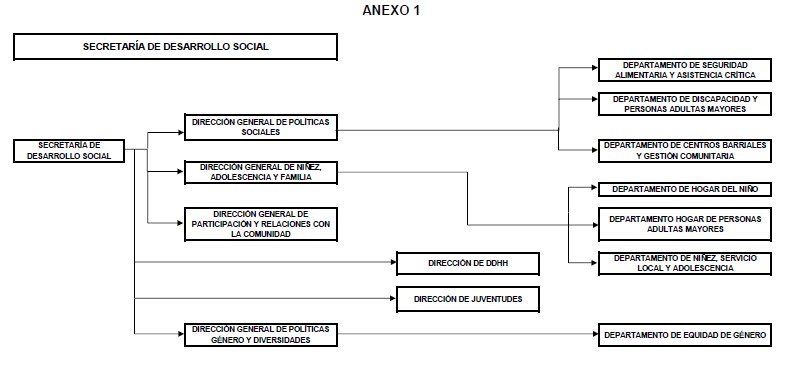 ANEXO 1
SECRETARÍA DE DESARROLLO SOCIAL
DEPARTAMENTO DE SEGURIDAD
ALIMENTARIA Y ASISTENCIA CRÍTICA
DEPARTAMENTO DE DISCAPACIDAD Y
PERSONAS ADULTAS MAYORES
DIRECCIÓN GENERAL DE POLÍTICAS
SOCIALES
SECRETARÍA DE
DESARROLLO SOCIAL
DEPARTAMENTO DE CENTROS BARRIALES
Y GESTIÓN COMUNITARIA
DIRECCIÓN GENERAL DE NIÑEZ,
ADOLESCENCIA Y FAMILIA
DEPARTAMENTO DE HOGAR DEL NIÑO
DIRECCIÓN GENERAL DE
PARTICIPACIÓN Y RELACIONES CON
LA COMUNIDAD
DEPARTAMENTO HOGAR DE PERSONAS
ADULTAS MAYORES
DIRECCIÓN DE DDHH
DEPARTAMENTO DE NIÑEZ, SERVICIO
LOCAL Y ADOLESCENCIA
DIRECCIÓN DE JUVENTUDES
DIRECCIÓN GENERAL DE POLÍTICAS
GÉNERO Y DIVERSIDADES
DEPARTAMENTO DE EQUIDAD DE GÉNERO